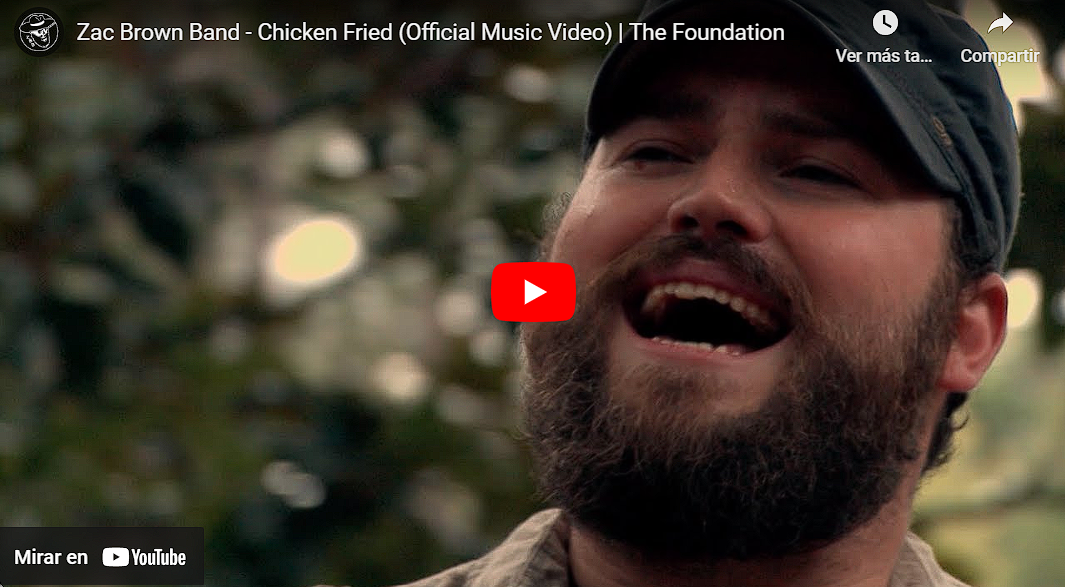 Zac Brown Band - Chicken Fried (Official Music Video) | The Foundation
Ver más ta...
Compartir
Mirar en YouTube